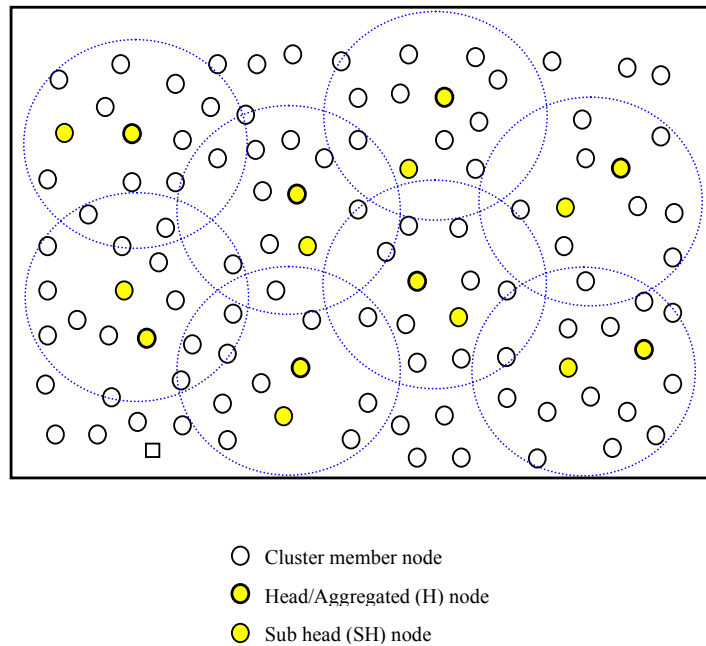 Cluster member node
Head/Aggregated (H) node
Sub head (SH) node